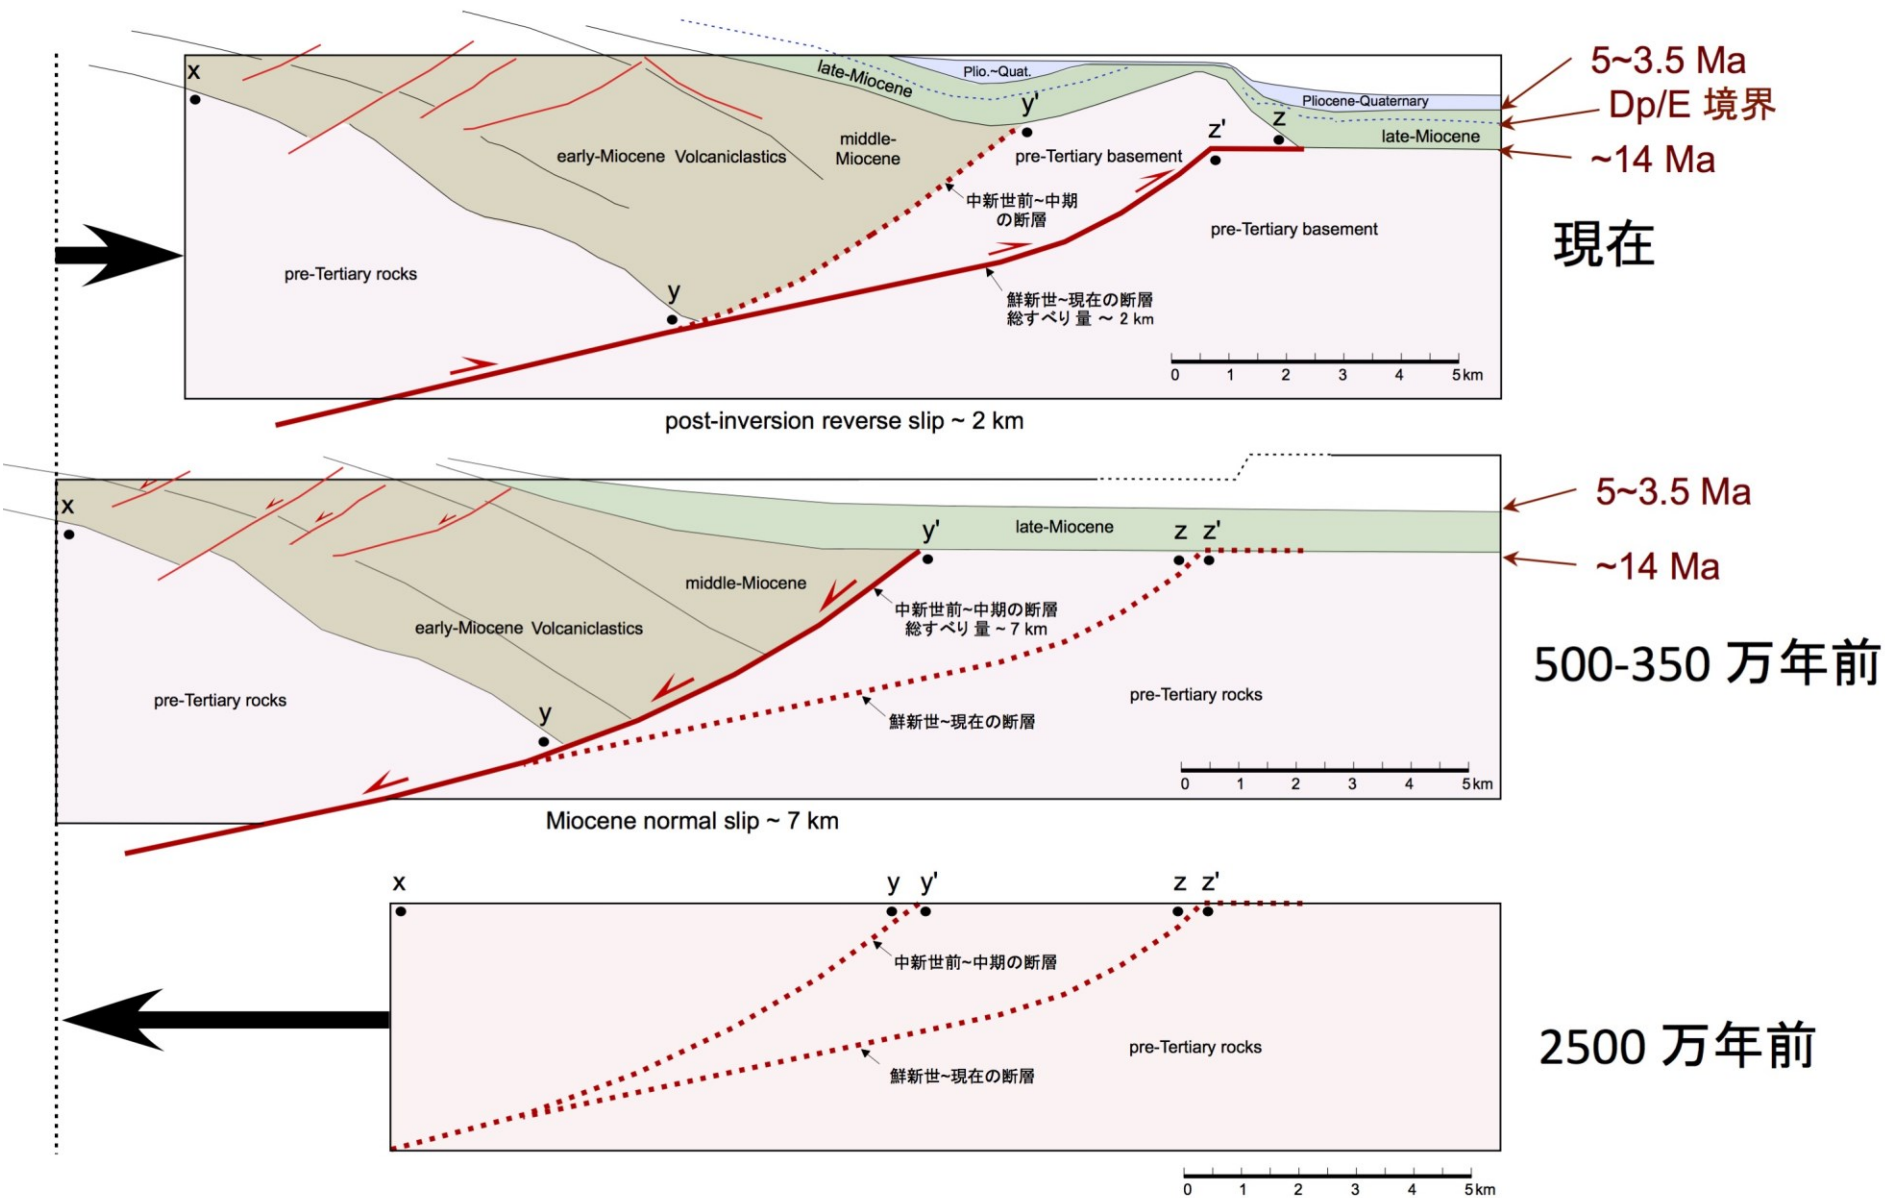 x
late-Miocene
Plio.~Quat.
5~3.5 Ma
Pliocene-Quaternary
Dp/E 境界
y'
z'
z
late-Miocene
~14 Ma
early-Miocene Volcaniclastics
middle-
Miocene
pre-Tertiary basement
中新世前~中期
の断層
pre-Tertiary basement
現在
pre-Tertiary rocks
y
鮮新世~現在の断層
総すべり量 ~ 2 km
0 1 2 3 4 5km
post-inversion reverse slip ~ 2 km
x
5~3.5 Ma
y'
late-Miocene
z z'
~14 Ma
middle-Miocene
early-Miocene Volcaniclastics
中新世前~中期の断層
総すべり量 ~ 7 km
500-350 万年前
pre-Tertiary rocks
pre-Tertiary rocks
y
鮮新世~現在の断層
0 1 2 3 4 5km
Miocene normal slip ~ 7 km
x y y' z z'
中新世前~中期の断層
pre-Tertiary rocks
2500 万年前
鮮新世~現在の断層
0 1 2 3 4 5km